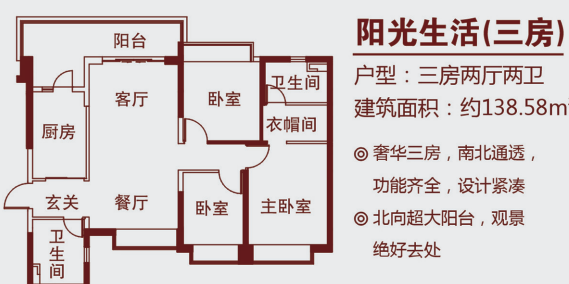 阳光生活(三房)
户型：三房两厅两卫
建筑面积：约138.58m²
◎ 奢华三房，南北通透，
功能齐全，设计紧凑
◎ 北向超大阳台，观景
绝好去处
阳台
客厅
卧室
卫生间
衣帽间
厨房
玄关
餐厅
卧室
主卧室
卫生间